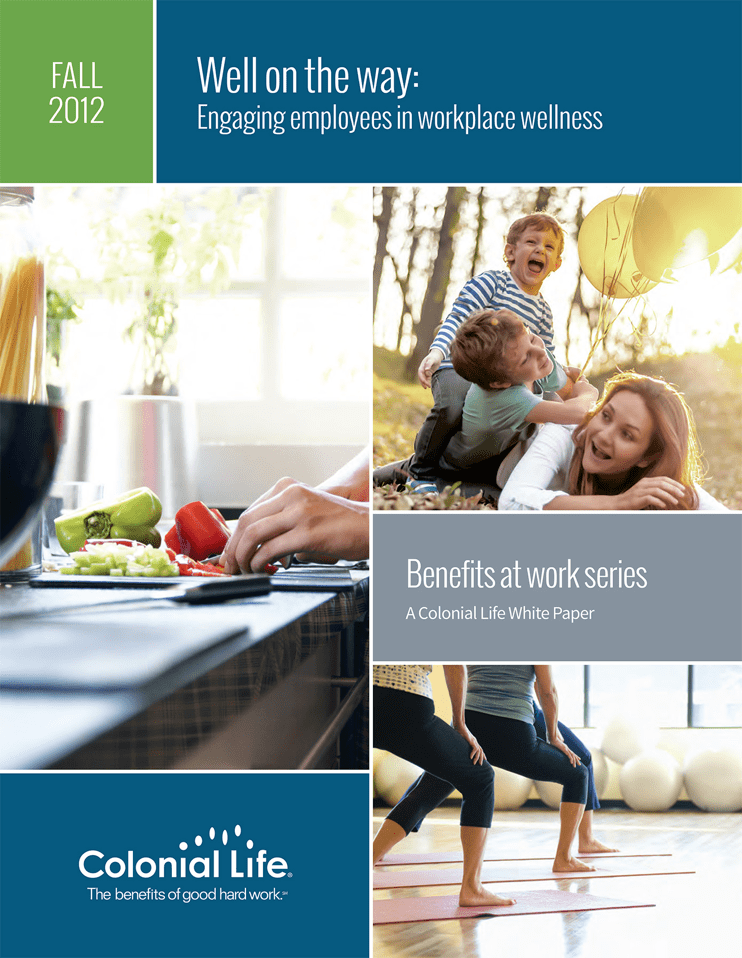 FALL
2012
Well on the way:
Engaging employees in workplace wellness
Benefits at work series
A Colonial Life White Paper
Colonial Life®
The benefits of good hard work.℠